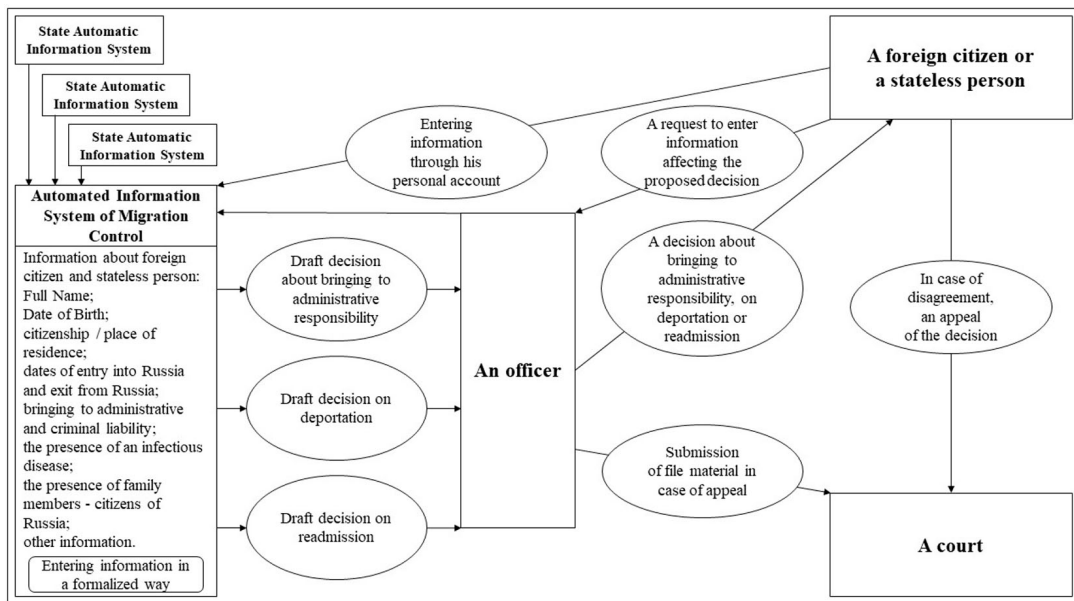 State Automatic
Information System
State Automatic
Information System
State Automatic
Information System
Automated Information
System of Migration
Control
Information about foreign
citizen and stateless person:
Full Name;
Date of Birth;
citizenship / place of
residence;
dates of entry into Russia
and exit from Russia;
bringing to administrative
and criminal liability;
the presence of an infectious
disease;
the presence of family
members - citizens of
Russia;
other information.
Entering information in
a formalized way
Entering
information
through his
personal account
Draft decision
about bringing to
administrative
responsibility
Draft decision on
deportation
Draft decision on
readmission
An officer
A request to enter
information
affecting the
proposed decision
A decision about
bringing to
administrative
responsibility, on
deportation or
readmission
Submission
of file material in
case of appeal
A foreign citizen or
a stateless person
In case of
disagreement,
an appeal
of the decision
A court